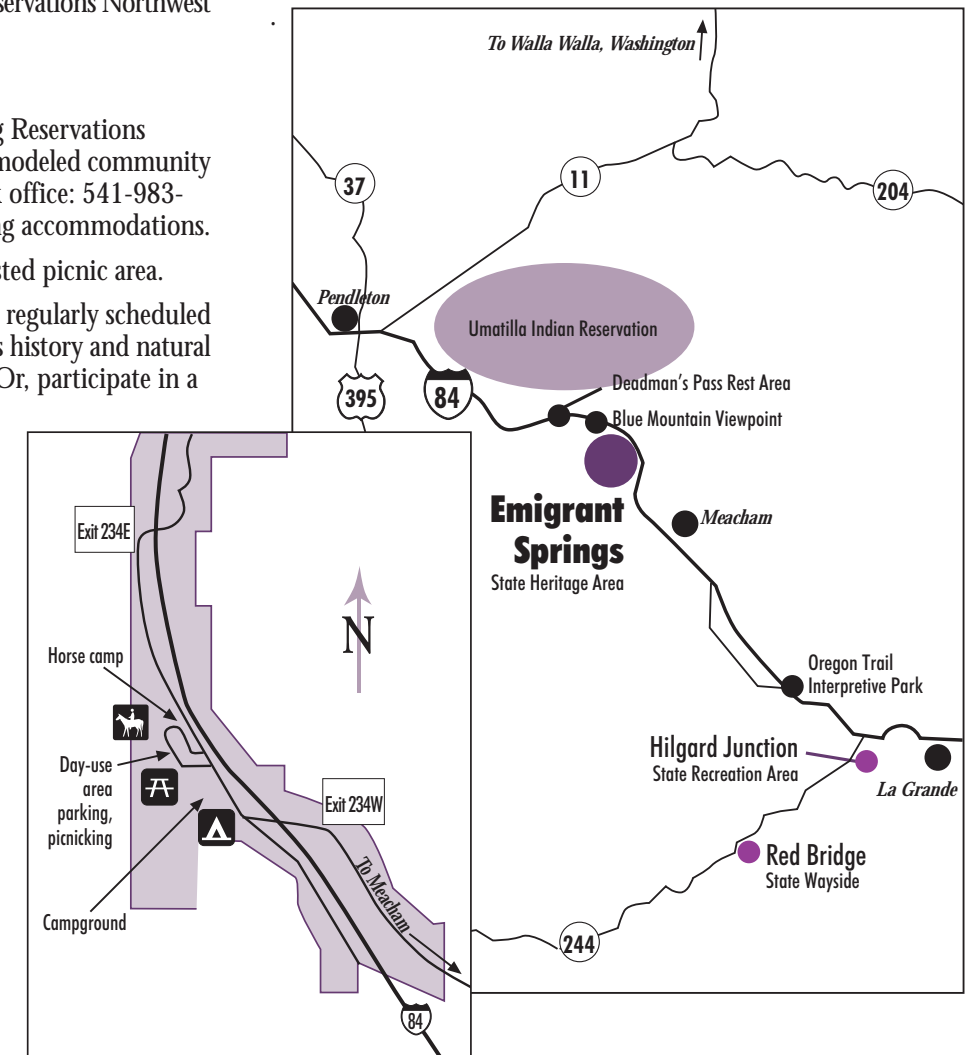 servations Northwest
.
g Reservations
modeled community
office: 541-983-
ng accommodations.
sted picnic area.
regularly scheduled
s history and natural
Or, participate in a
To Walla Walla, Washington
37
11
204
Pendleton
Umatilla Indian Reservation
395
84
Deadman's Pass Rest Area
Blue Mountain Viewpoint
Emigrant
Springs
State Heritage Area
Meacham
Oregon Trail
Interpretive Park
Hilgard Junction
State Recreation Area
La Grande
Red Bridge
State Wayside
244
Exit 234E
N
Horse camp
Day-use
area
parking,
picnicking
Exit 234W
To Meacham
Campground
84